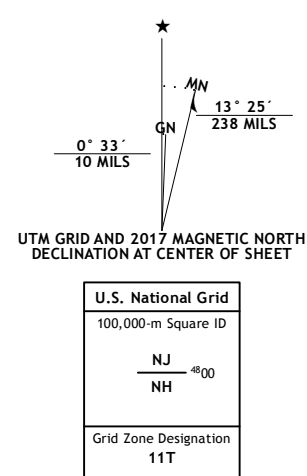 ★
MN
GN
13° 25´
238 MILS
0° 33´
10 MILS
UTM GRID AND 2017 MAGNETIC NORTH
DECLINATION AT CENTER OF SHEET
U.S. National Grid
100,000-m Square ID
NJ
4800
NH
Grid Zone Designation
11T